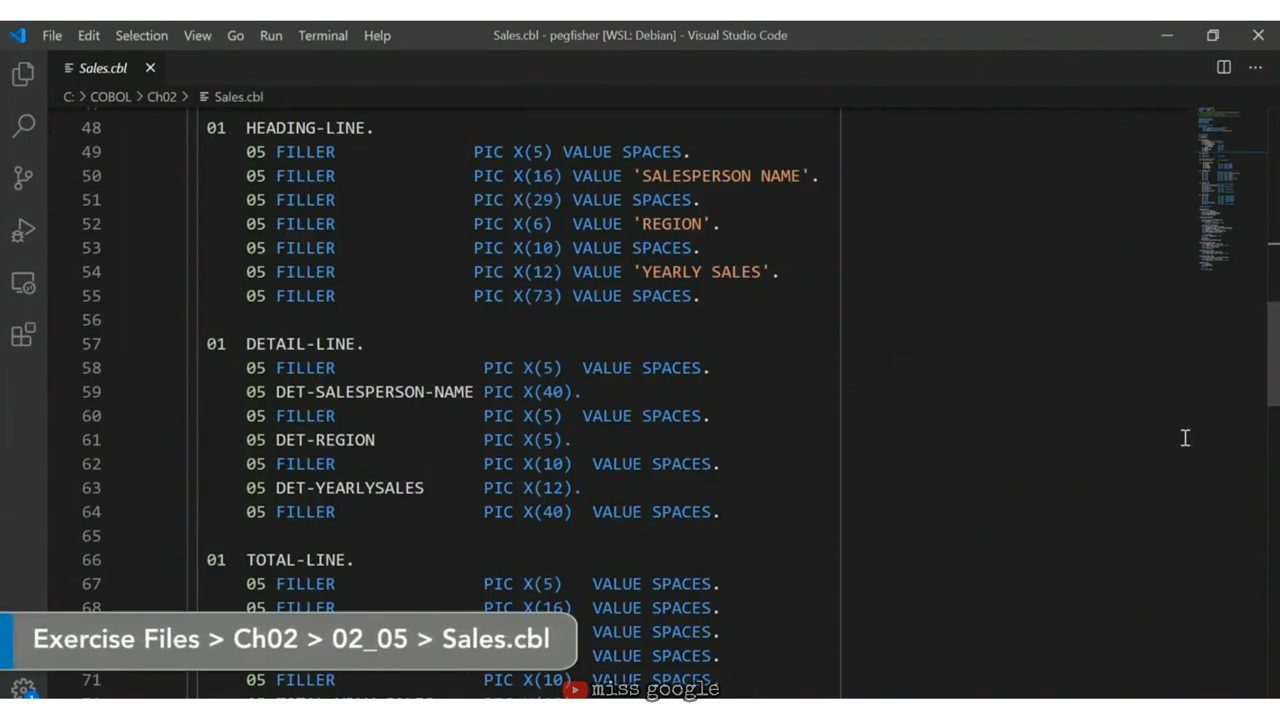 File Edit Selection View Go Run Terminal Help Sales.cbl - pegfisher [WSL: Debian] - Visual Studio Code
Sales.cbl
C: > COBOL > Ch02 > Sales.cbl
48 01 HEADING-LINE.
49 05 FILLER PIC X(5) VALUE SPACES.
50 05 FILLER PIC X(16) VALUE 'SALESPERSON NAME'.
51 05 FILLER PIC X(29) VALUE SPACES.
52 05 FILLER PIC X(6) VALUE 'REGION'.
53 05 FILLER PIC X(10) VALUE SPACES.
54 05 FILLER PIC X(12) VALUE 'YEARLY SALES'.
55 05 FILLER PIC X(73) VALUE SPACES.
56
57 01 DETAIL-LINE.
58 05 FILLER PIC X(5) VALUE SPACES.
59 05 DET-SALESPERSON-NAME PIC X(40).
60 05 FILLER PIC X(5) VALUE SPACES.
61 05 DET-REGION PIC X(5).
62 05 FILLER PIC X(10) VALUE SPACES.
63 05 DET-YEARLYSALES PIC X(12).
64 05 FILLER PIC X(40) VALUE SPACES.
65
66 01 TOTAL-LINE.
67 05 FILLER PIC X(5) VALUE SPACES.
68 05 FILLER PIC X(16) VALUE SPACES.
VALUE SPACES.
Exercise Files > Ch02 > 02_05 > Sales.cbl
VALUE SPACES.
71 05 FILLER PIC X(10) VALUE SPACES.
miss google